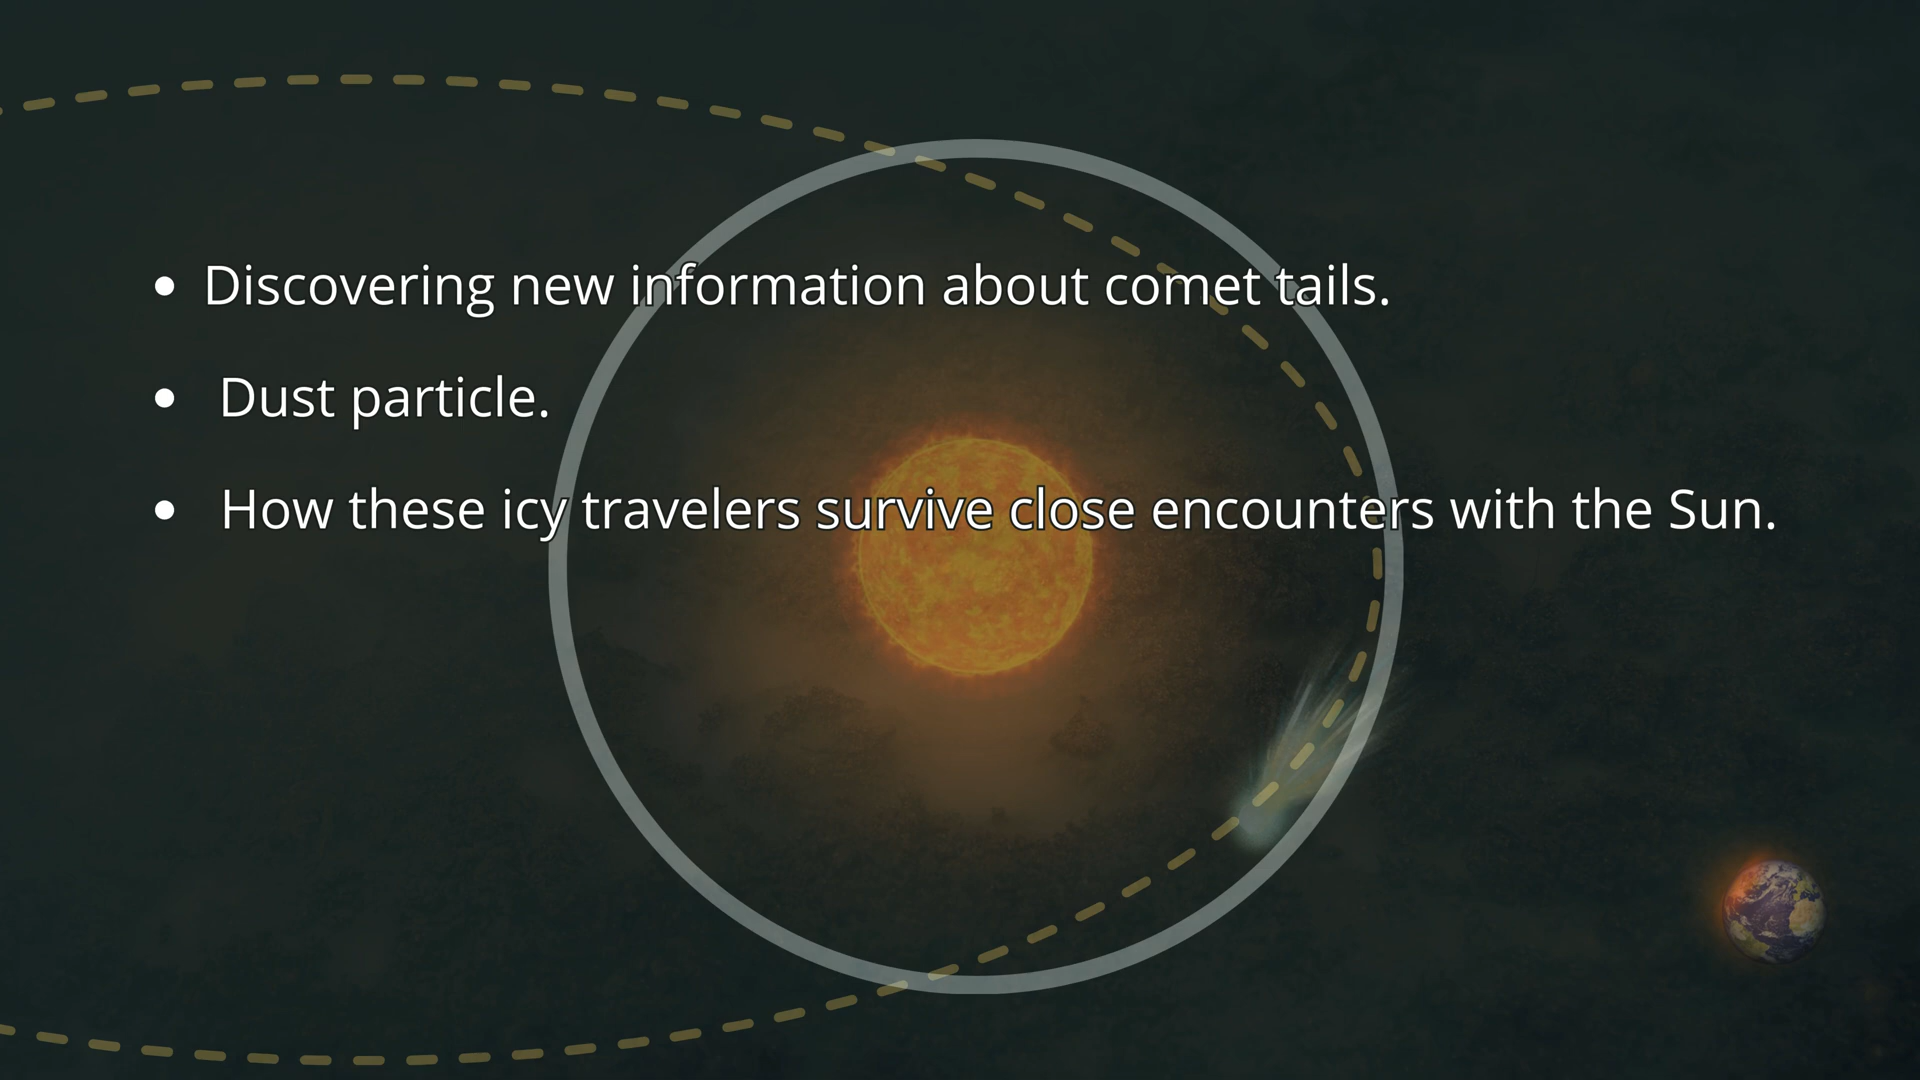 • Discovering new information about comet tails.
• Dust particle.
• How these icy travelers survive close encounters with the Sun.